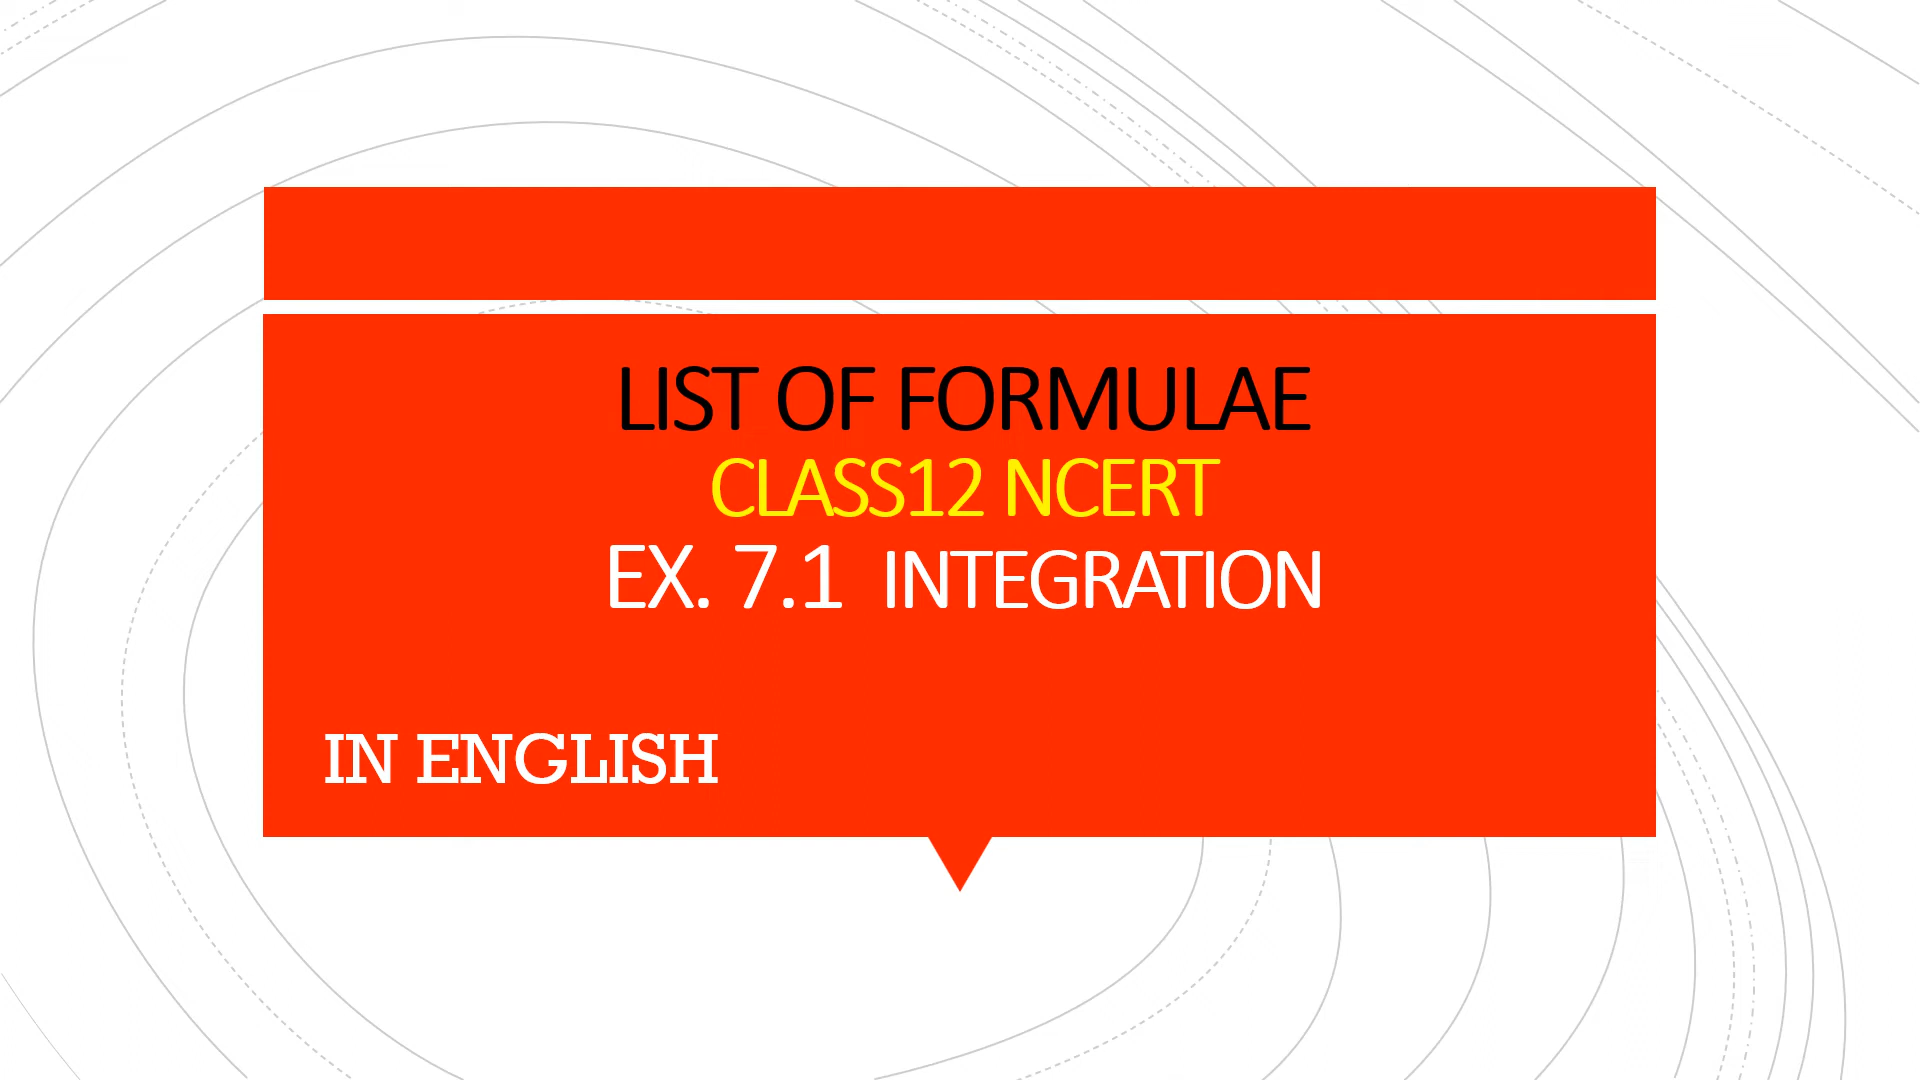 LIST OF FORMULAE
CLASS12 NCERT
EX. 7.1 INTEGRATION
IN ENGLISH